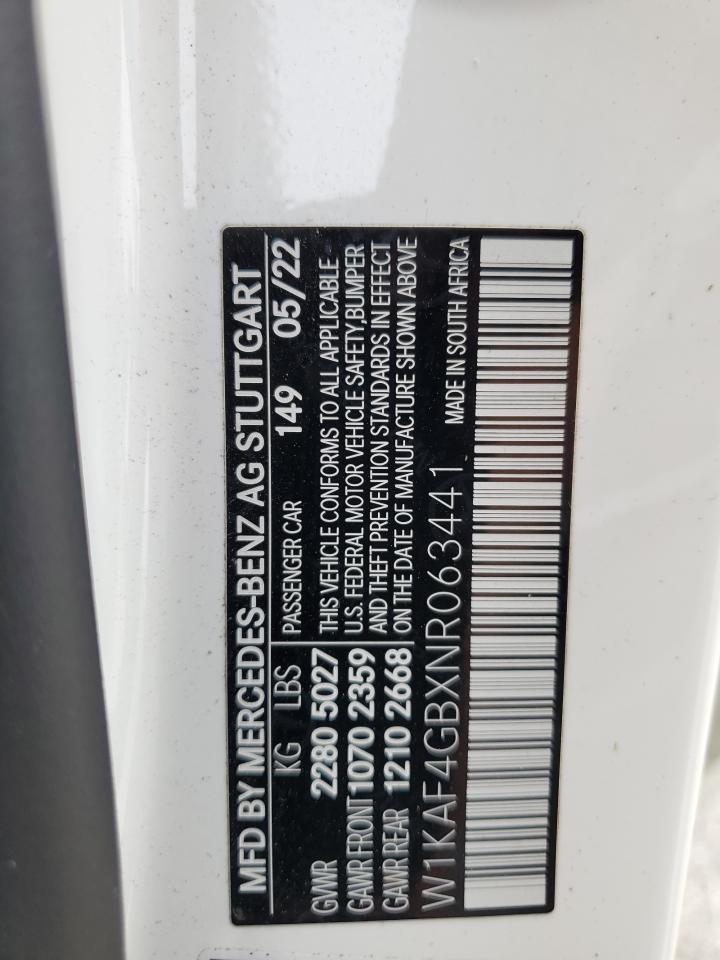 MFD BY MERCEDES-BENZ AG STUTTGART
KG LBS
GVWR 2280 5027
GAWR FRONT 1070 2359
GAWR REAR 1210 2668
PASSENGER CAR 149 05/22
THIS VEHICLE CONFORMS TO ALL APPLICABLE
U.S. FEDERAL MOTOR VEHICLE SAFETY,BUMPER
AND THEFT PREVENTION STANDARDS IN EFFECT
ON THE DATE OF MANUFACTURE SHOWN ABOVE
W1KAF4GBXNR063441 MADE IN SOUTH AFRICA